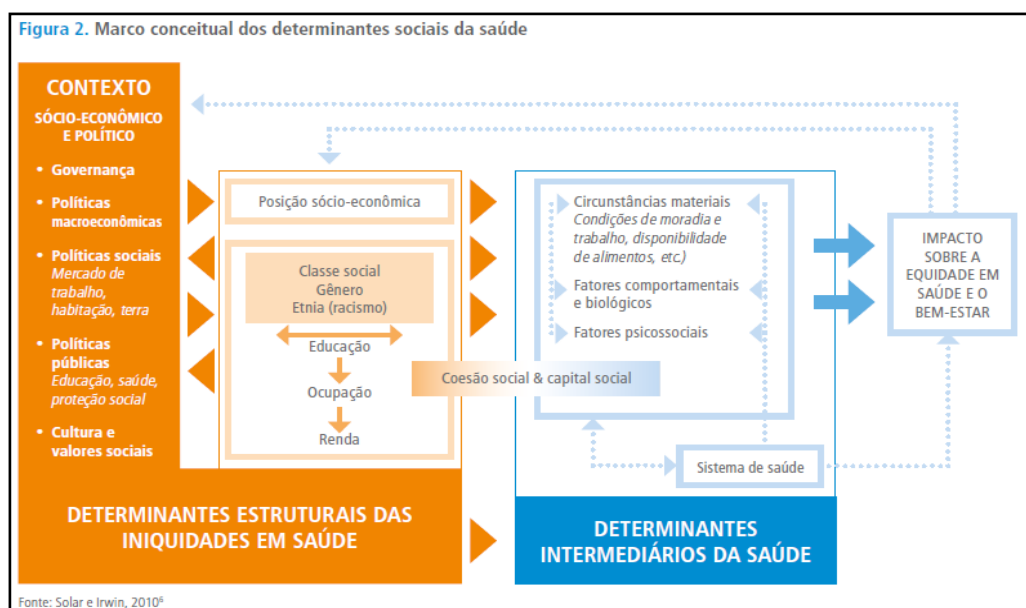 Figura 2. Marco conceitual dos determinantes sociais da saúde
CONTEXTO
SÓCIO-ECONÔMICO
E POLÍTICO
• Governança
• Políticas
macroeconômicas
• Políticas sociais
Mercado de
trabalho,
habitação, terra
• Políticas
públicas
Educação, saúde,
proteção social
• Cultura e
valores sociais
Posição sócio-econômica
Classe social
Gênero
Etnia (racismo)
Educação
Ocupação
Renda
Coesão social & capital social
Circunstâncias materiais
Condições de moradia e
trabalho, disponibilidade
de alimentos, etc.)
Fatores comportamentais
e biológicos
Fatores psicossociais
Sistema de saúde
IMPACTO
SOBRE A
EQUIDADE EM
SAÚDE E O
BEM-ESTAR
DETERMINANTES ESTRUTURAIS DAS
INIQUIDADES EM SAÚDE
DETERMINANTES
INTERMEDIÁRIOS DA SAÚDE
Fonte: Solar e Irwin, 2010⁶